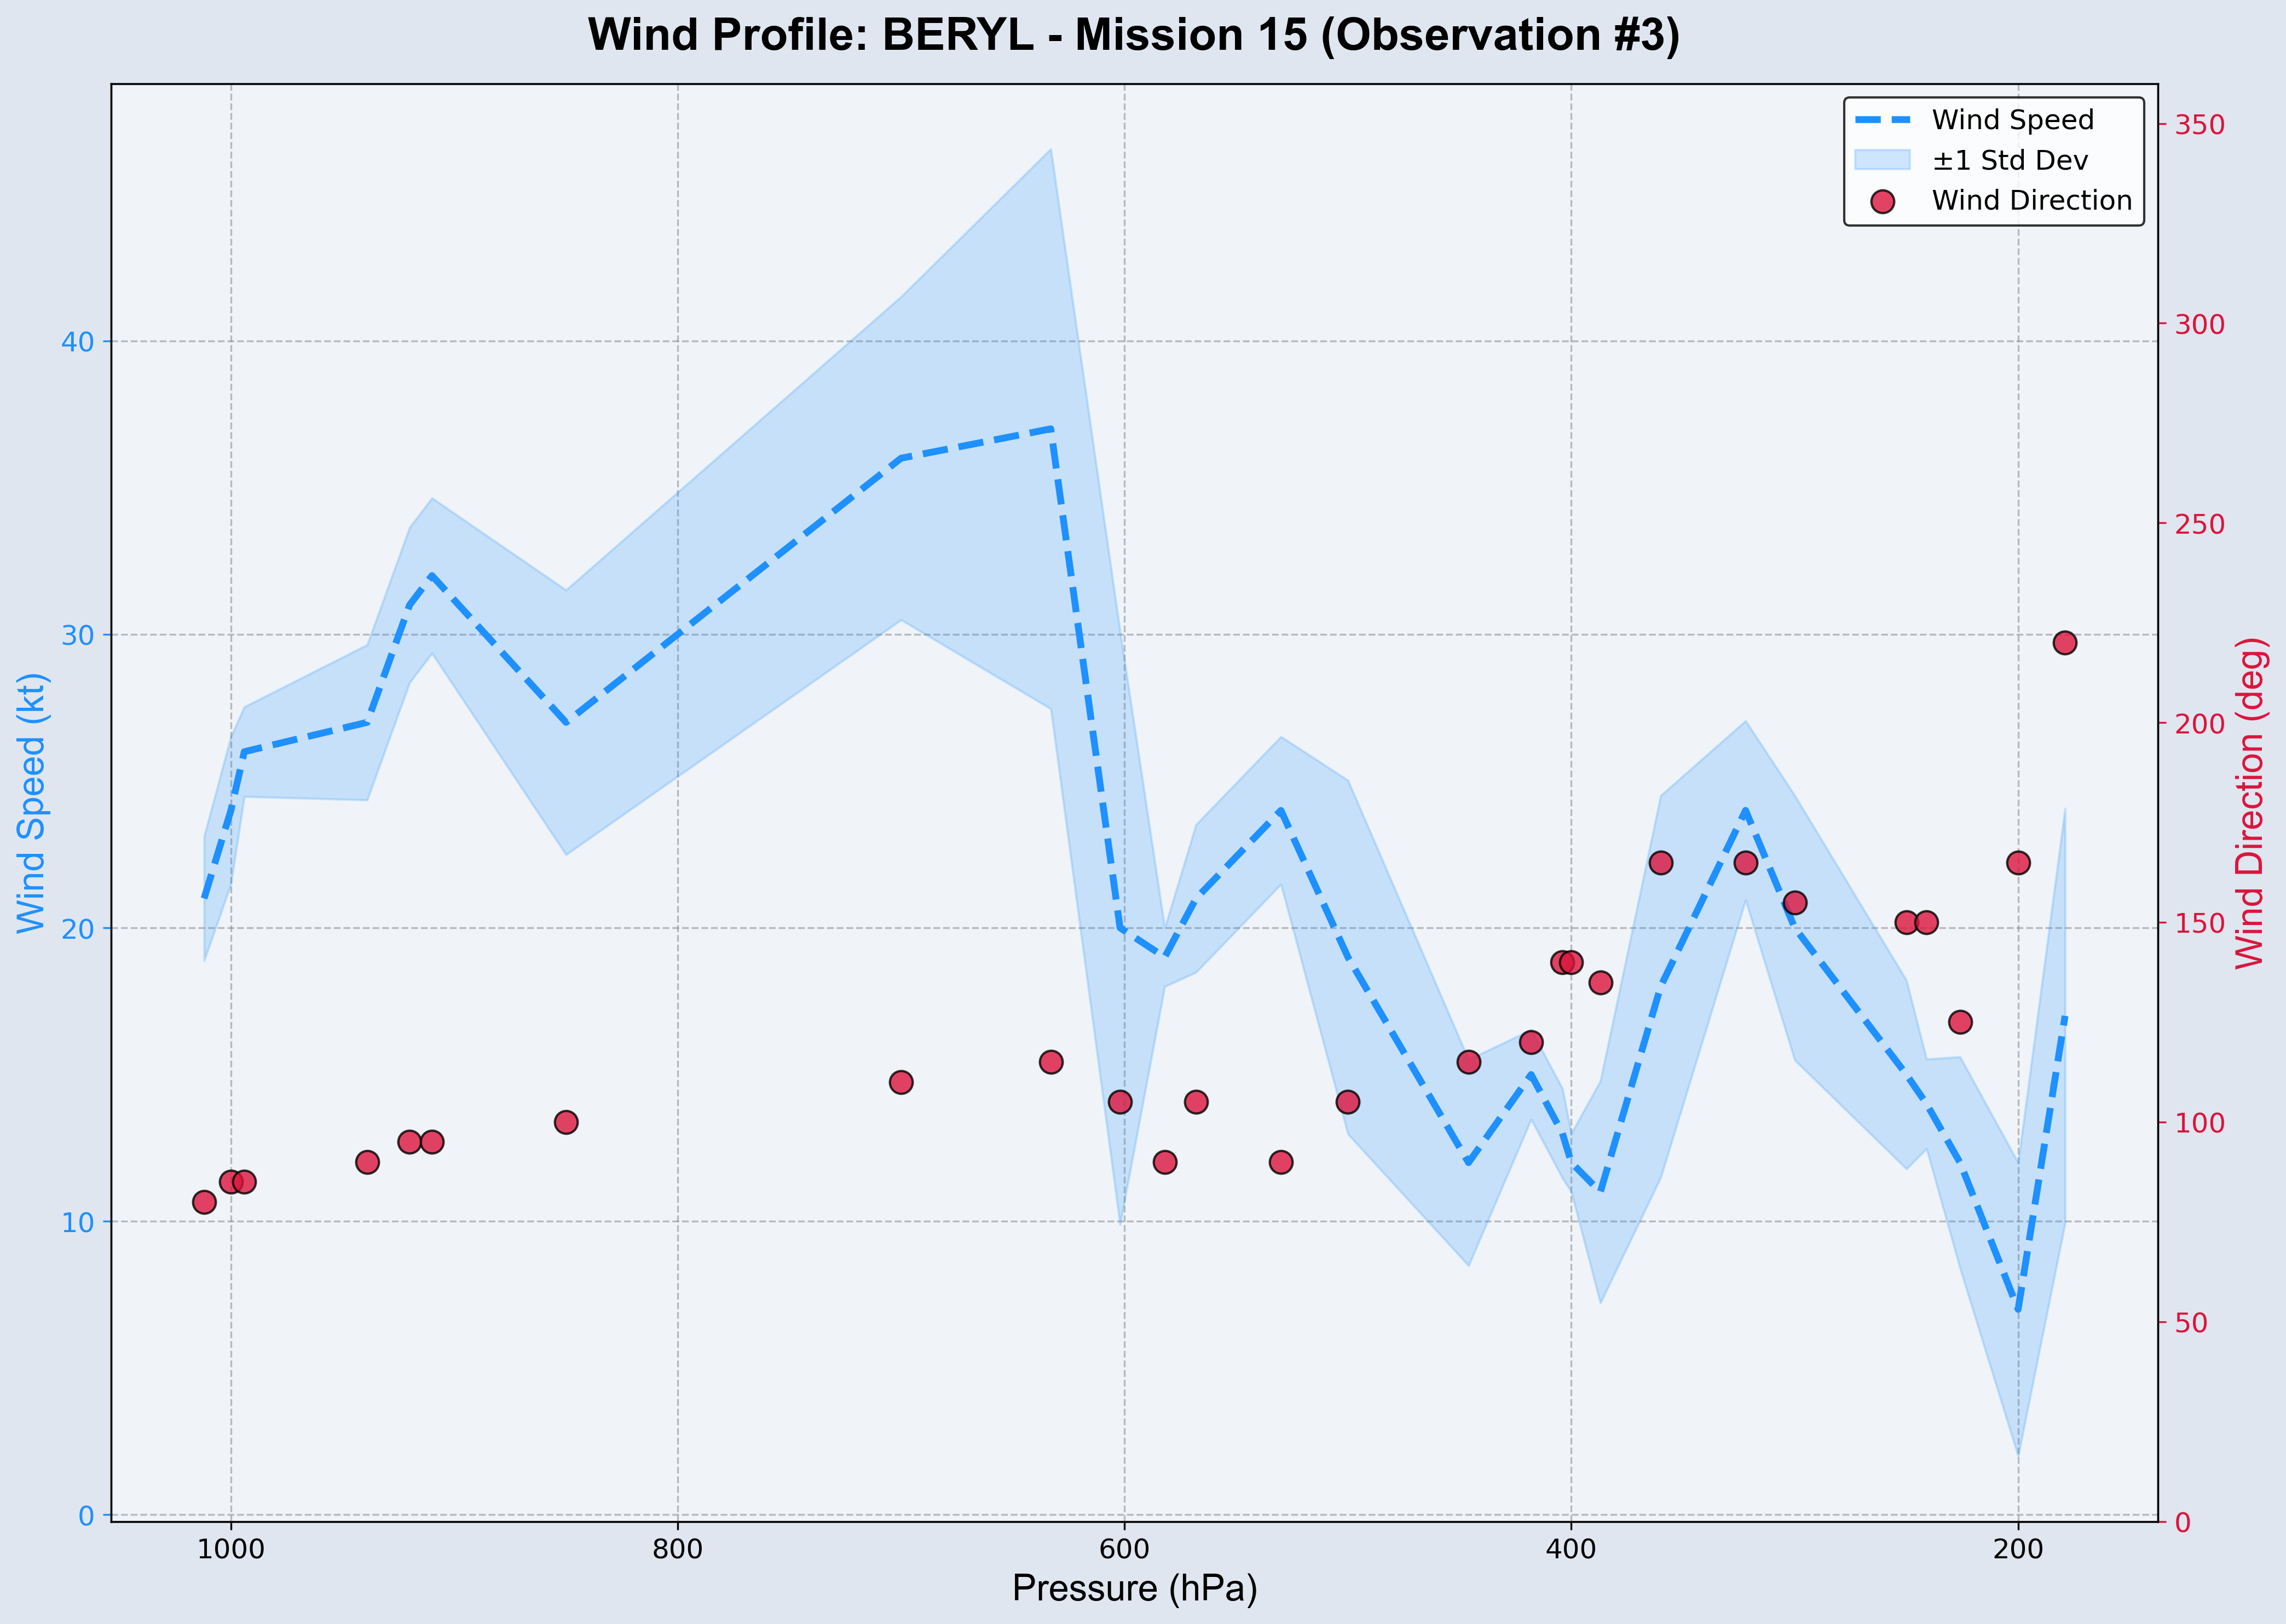 Wind Profile: BERYL - Mission 15 (Observation #3)
Wind Speed
±1 Std Dev
Wind Direction
Wind Speed (kt)
40
30
20
10
0
350
300
250
200
150
100
50
0
Wind Direction (deg)
1000 800 600 400 200
Pressure (hPa)